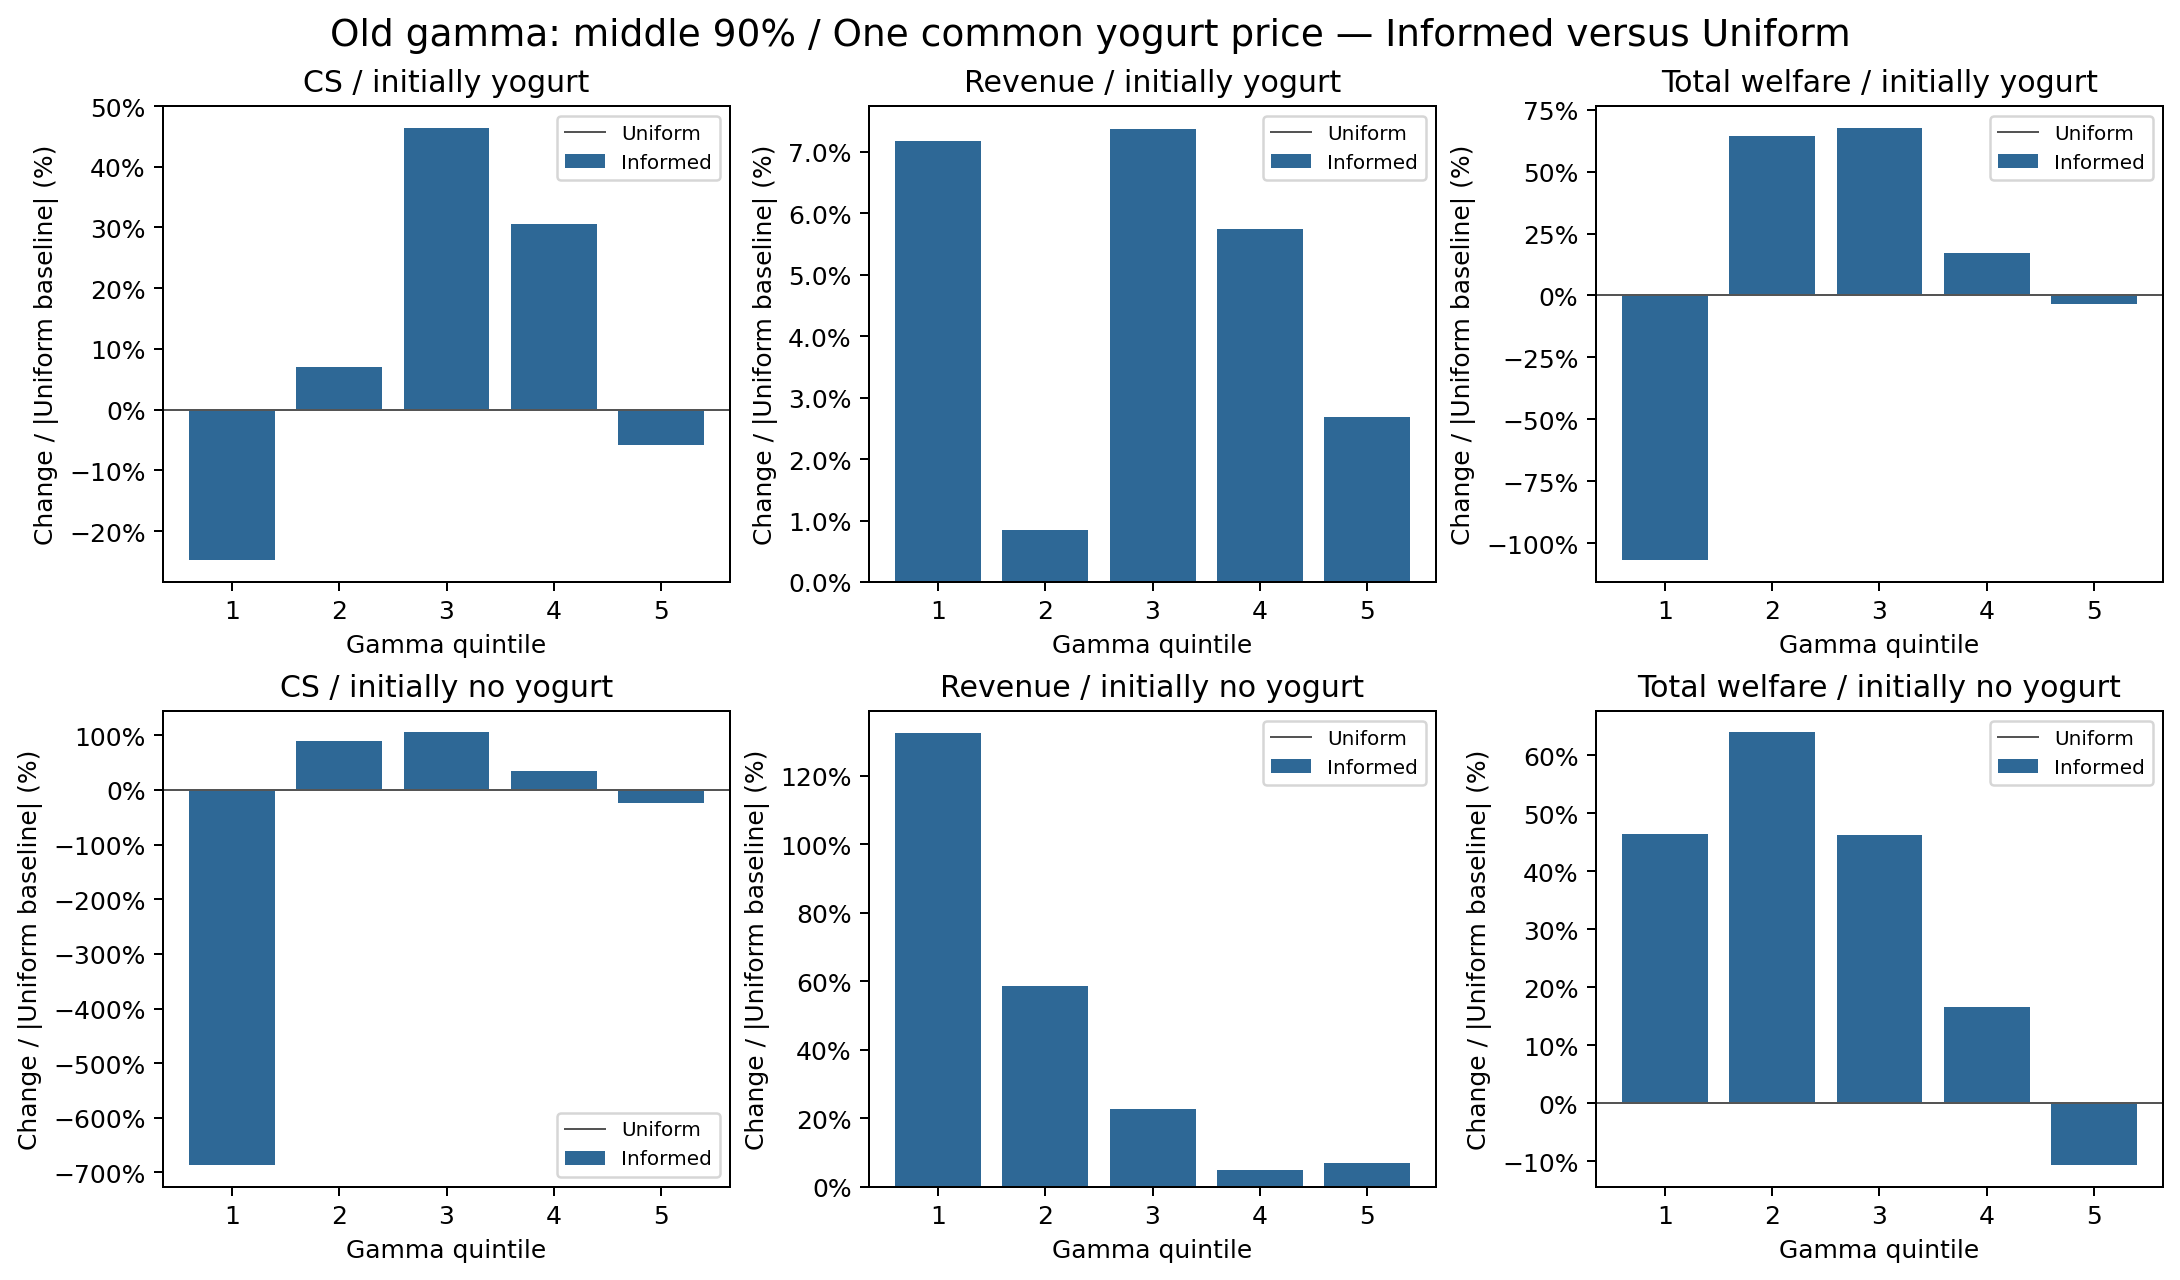 Old gamma: middle 90% / One common yogurt price — Informed versus Uniform
CS / initially yogurt
Change / |Uniform baseline| (%)
50%
40%
30%
20%
10%
0%
−10%
−20%
Uniform
Informed
1 2 3 4 5
Gamma quintile
Revenue / initially yogurt
Change / |Uniform baseline| (%)
7.0%
6.0%
5.0%
4.0%
3.0%
2.0%
1.0%
0.0%
Uniform
Informed
1 2 3 4 5
Gamma quintile
Total welfare / initially yogurt
Change / |Uniform baseline| (%)
75%
50%
25%
0%
−25%
−50%
−75%
−100%
Uniform
Informed
1 2 3 4 5
Gamma quintile
CS / initially no yogurt
Change / |Uniform baseline| (%)
100%
0%
−100%
−200%
−300%
−400%
−500%
−600%
−700%
Uniform
Informed
1 2 3 4 5
Gamma quintile
Revenue / initially no yogurt
Change / |Uniform baseline| (%)
120%
100%
80%
60%
40%
20%
0%
Uniform
Informed
1 2 3 4 5
Gamma quintile
Total welfare / initially no yogurt
Change / |Uniform baseline| (%)
60%
50%
40%
30%
20%
10%
0%
−10%
Uniform
Informed
1 2 3 4 5
Gamma quintile